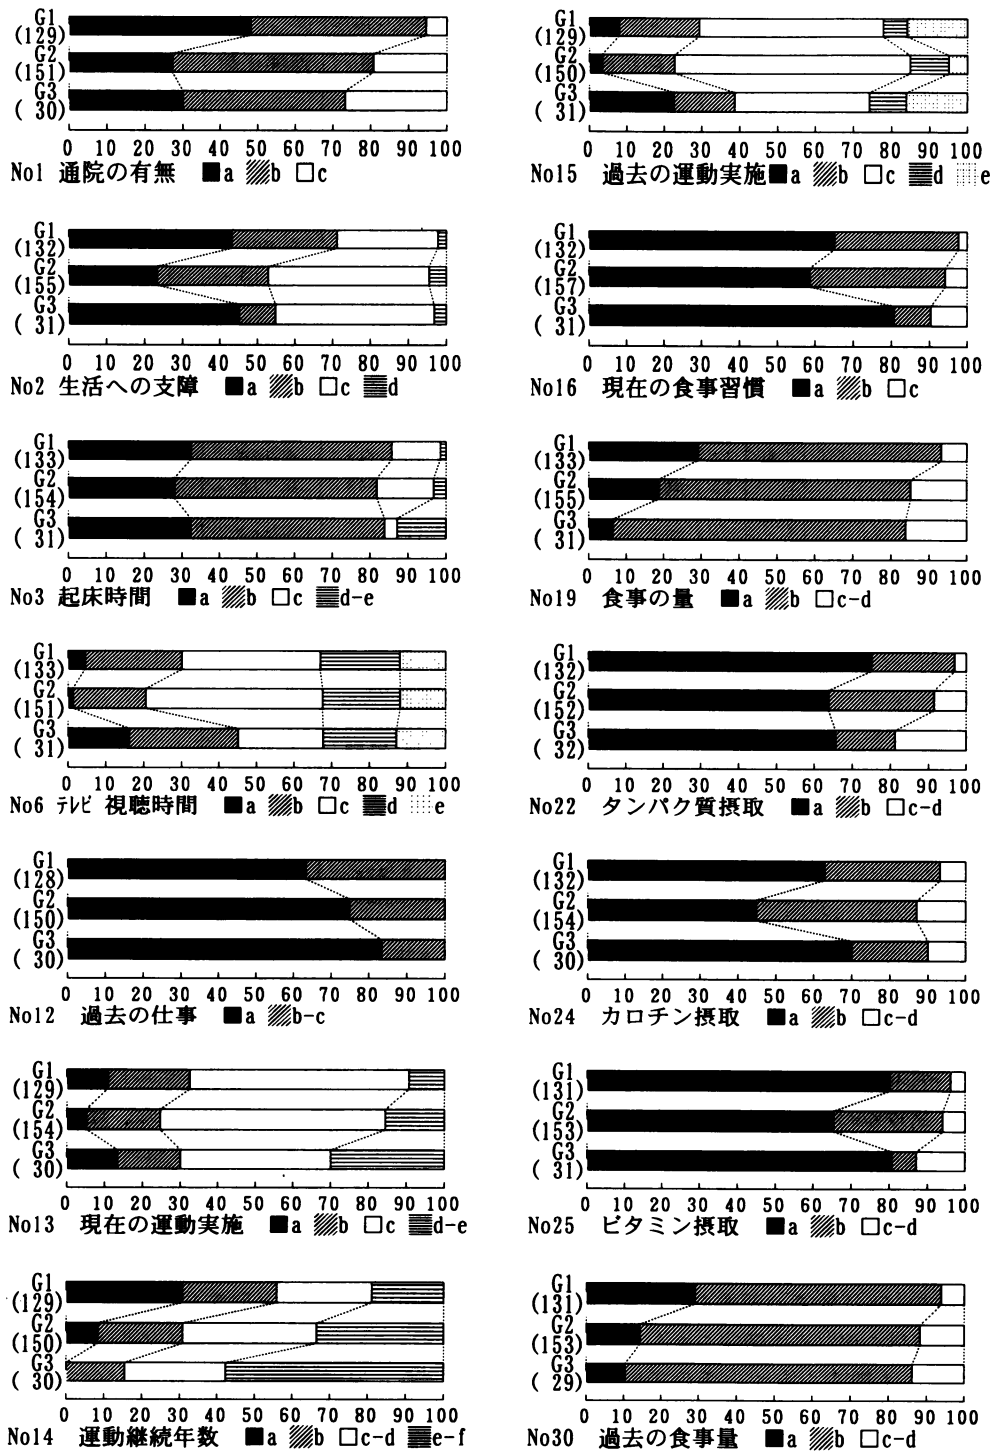 G1
(129)
G2
(151)
G3
( 30)
0 10 20 30 40 50 60 70 80 90 100
No1 通院の有無 a b c
G1
(132)
G2
(155)
G3
( 31)
0 10 20 30 40 50 60 70 80 90 100
No2 生活への支障 a b c d
G1
(133)
G2
(154)
G3
( 31)
0 10 20 30 40 50 60 70 80 90 100
No3 起床時間 a b c d-e
G1
(133)
G2
(151)
G3
( 31)
0 10 20 30 40 50 60 70 80 90 100
No6 テレビ 視聴時間 a b c d e
G1
(128)
G2
(150)
G3
( 30)
0 10 20 30 40 50 60 70 80 90 100
No12 過去の仕事 a b-c
G1
(129)
G2
(154)
G3
( 30)
0 10 20 30 40 50 60 70 80 90 100
No13 現在の運動実施 a b c d-e
G1
(129)
G2
(150)
G3
( 30)
0 10 20 30 40 50 60 70 80 90 100
No14 運動継続年数 a b c-d e-f
G1
(129)
G2
(150)
G3
( 31)
0 10 20 30 40 50 60 70 80 90 100
No15 過去の運動実施 a b c d e
G1
(132)
G2
(157)
G3
( 31)
0 10 20 30 40 50 60 70 80 90 100
No16 現在の食事習慣 a b c
G1
(133)
G2
(155)
G3
( 31)
0 10 20 30 40 50 60 70 80 90 100
No19 食事の量 a b c-d
G1
(132)
G2
(152)
G3
( 32)
0 10 20 30 40 50 60 70 80 90 100
No22 タンパク質摂取 a b c-d
G1
(132)
G2
(154)
G3
( 30)
0 10 20 30 40 50 60 70 80 90 100
No24 カロチン摂取 a b c-d
G1
(131)
G2
(153)
G3
( 31)
0 10 20 30 40 50 60 70 80 90 100
No25 ビタミン摂取 a b c-d
G1
(131)
G2
(153)
G3
( 29)
0 10 20 30 40 50 60 70 80 90 100
No30 過去の食事量 a b c-d